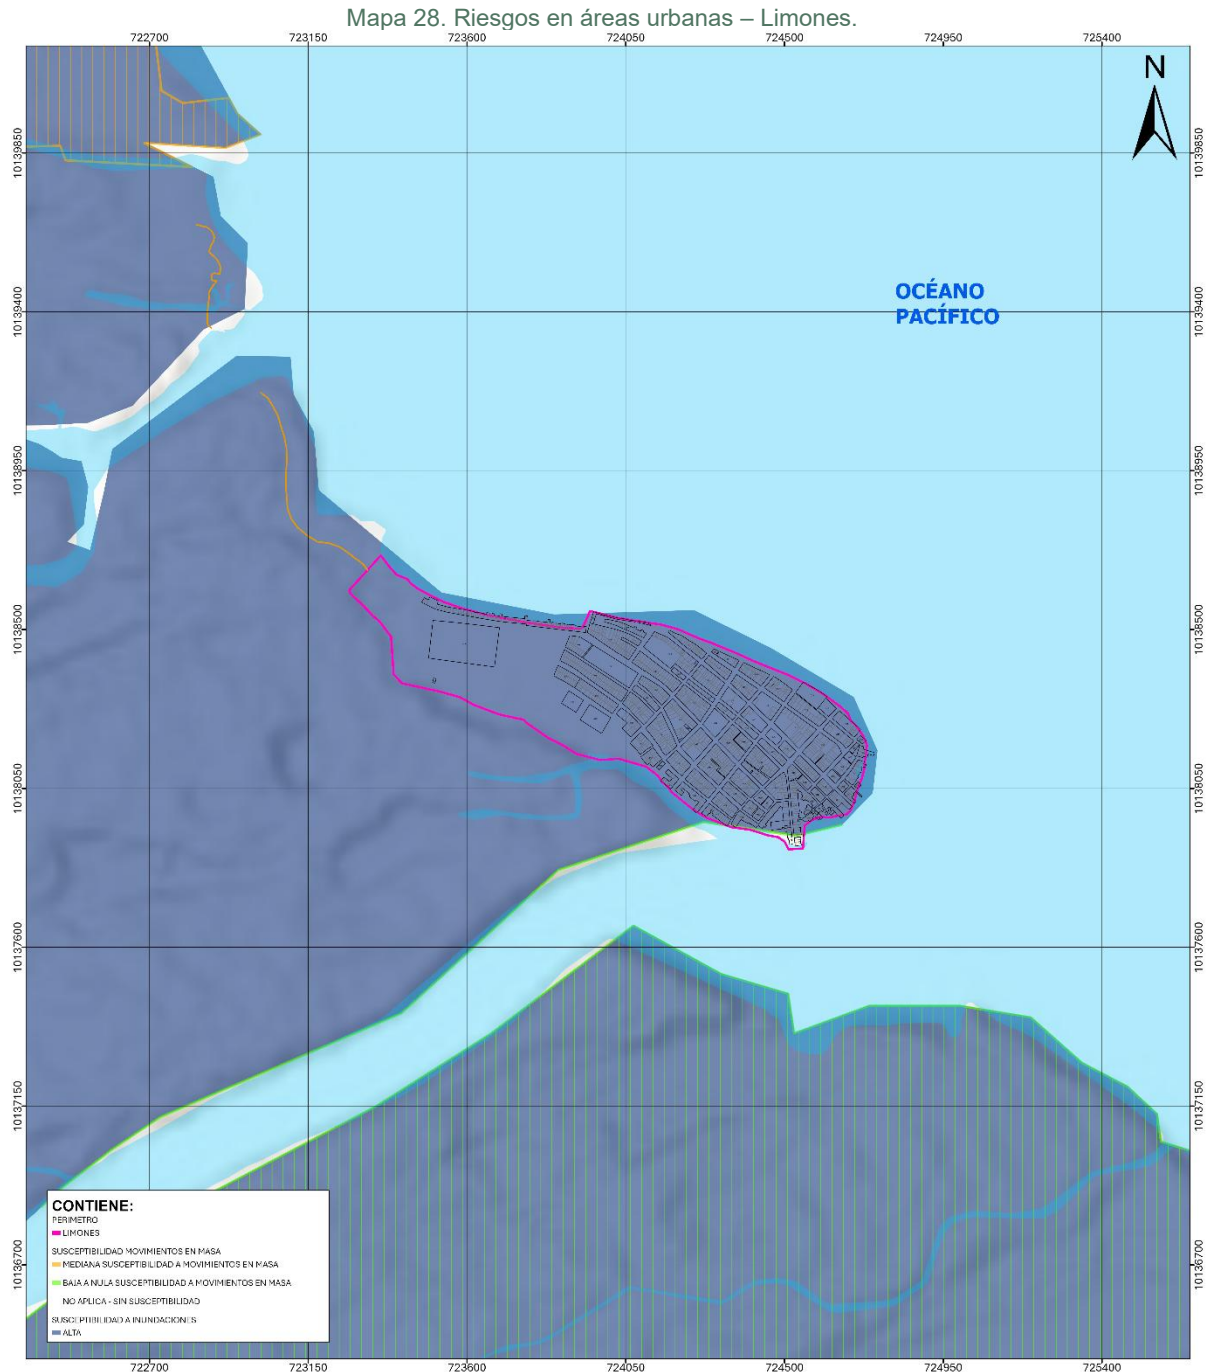 Mapa 28. Riesgos en áreas urbanas – Limones.
722700 723150 723600 724050 724500 724950 725400
N
10139850 10139850
OCÉANO
PACÍFICO
10139400 10139400
10138950 10138950
10138500 10138500
10138050 10138050
10137600 10137600
10137150 10137150
10136700 10136700
CONTIENE:
PERIMETRO
LIMONES
SUSCEPTIBILIDAD MOVIMIENTOS EN MASA
MEDIANA SUSCEPTIBILIDAD A MOVIMIENTOS EN MASA
BAJA A NULA SUSCEPTIBILIDAD A MOVIMIENTOS EN MASA
NO APLICA - SIN SUSCEPTIBILIDAD
SUSCEPTIBILIDAD A INUNDACIONES
ALTA
722700 723150 723600 724050 724500 724950 725400